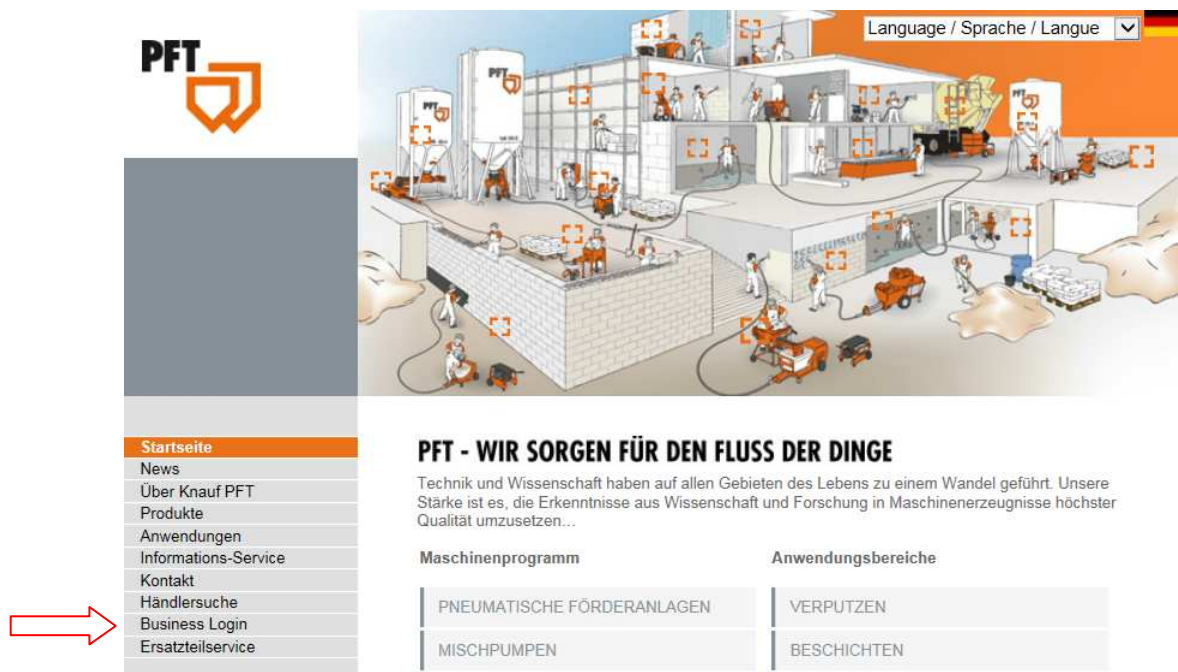 PFT
Language / Sprache / Langue
PFT
PFT
PFT
Startseite
News
Über Knauf PFT
Produkte
Anwendungen
Informations-Service
Kontakt
Händlersuche
Business Login
Ersatzteilservice
PFT - WIR SORGEN FÜR DEN FLUSS DER DINGE
Technik und Wissenschaft haben auf allen Gebieten des Lebens zu einem Wandel geführt. Unsere
Stärke ist es, die Erkenntnisse aus Wissenschaft und Forschung in Maschinenerzeugnisse höchster
Qualität umzusetzen...
Maschinenprogramm
PNEUMATISCHE FÖRDERANLAGEN
MISCHPUMPEN
Anwendungsbereiche
VERPUTZEN
BESCHICHTEN